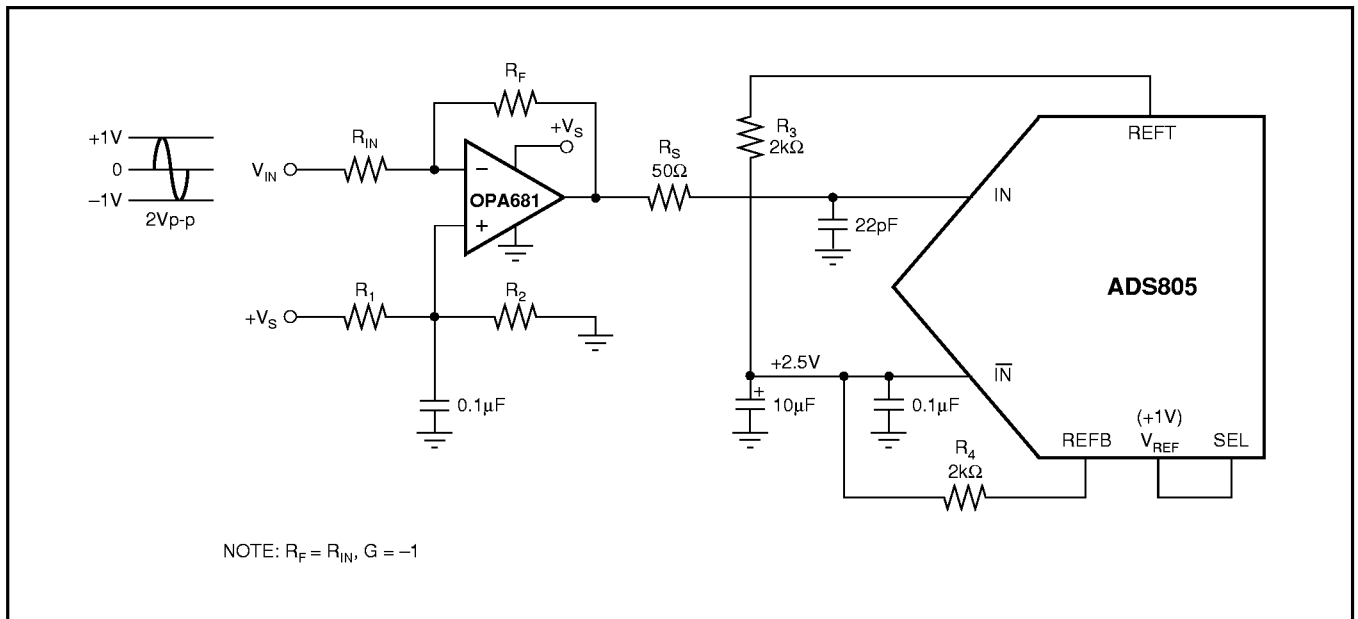 +1V
0
–1V
2Vp-p
V_IN
R_IN
R_F
+V_S
OPA681
–
+
+V_S
R_1
R_2
0.1µF
R_S
50Ω
R_3
2kΩ
22pF
REFT
IN
ADS805
+2.5V
IN̅
+
10µF
0.1µF
R_4
2kΩ
REFB
(+1V)
V_REF
SEL
NOTE: R_F = R_IN, G = –1